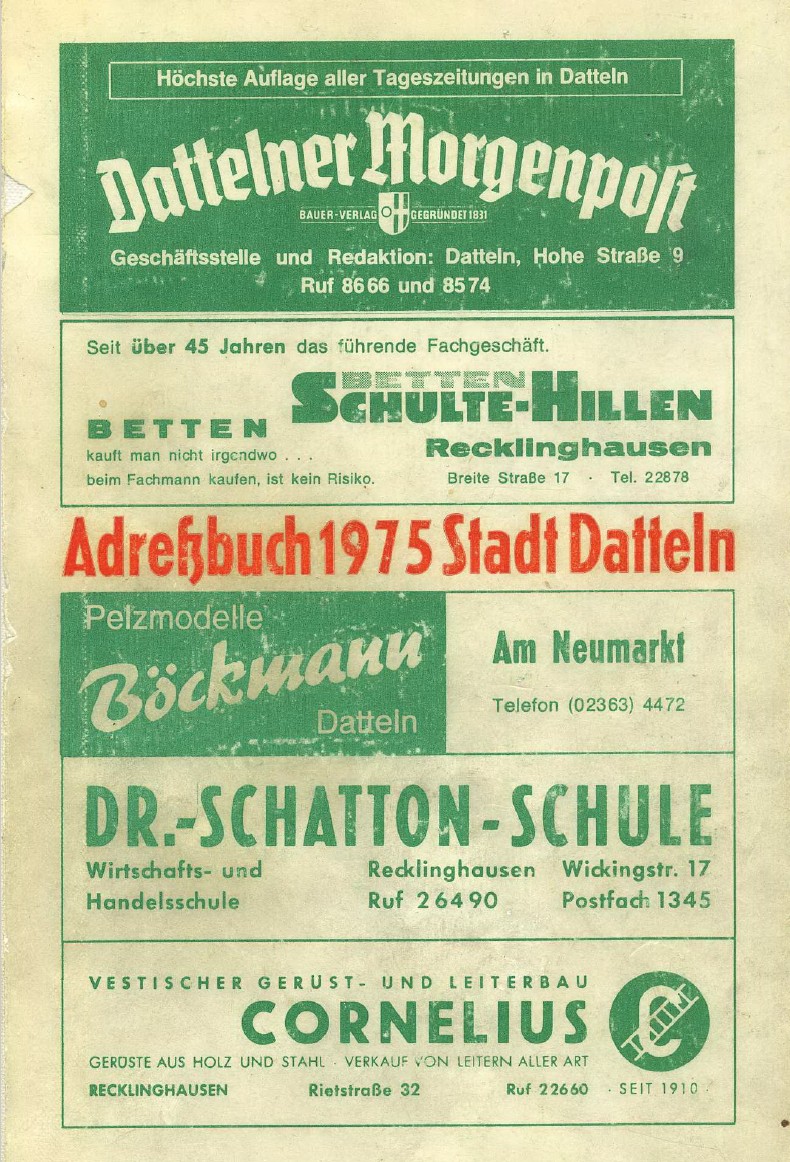 Höchste Auflage aller Tageszeitungen in Datteln
Dattelner Morgenpost
BAUER-VERLAG GEGRÜNDET 1831
Geschäftsstelle und Redaktion: Datteln, Hohe Straße 9
Ruf 86 66 und 85 74
Seit über 45 Jahren das führende Fachgeschäft.
BETTEN
SCHULTE-HILLEN
BETTEN
Recklinghausen
kauft man nicht irgendwo . . .
beim Fachmann kaufen, ist kein Risiko.
Breite Straße 17 · Tel. 22878
Adreßbuch 1975 Stadt Datteln
Pelzmodelle
Böckmann
Datteln
Am Neumarkt
Telefon (02363) 4472
DR.-SCHATTON-SCHULE
Wirtschafts- und Recklinghausen Wickingstr. 17
Handelsschule Ruf 26490 Postfach 1345
VESTISCHER GERÜST- UND LEITERBAU
CORNELIUS
GERÜSTE AUS HOLZ UND STAHL · VERKAUF VON LEITERN ALLER ART
RECKLINGHAUSEN Rietstraße 32 Ruf 22660 · SEIT 1910 ·